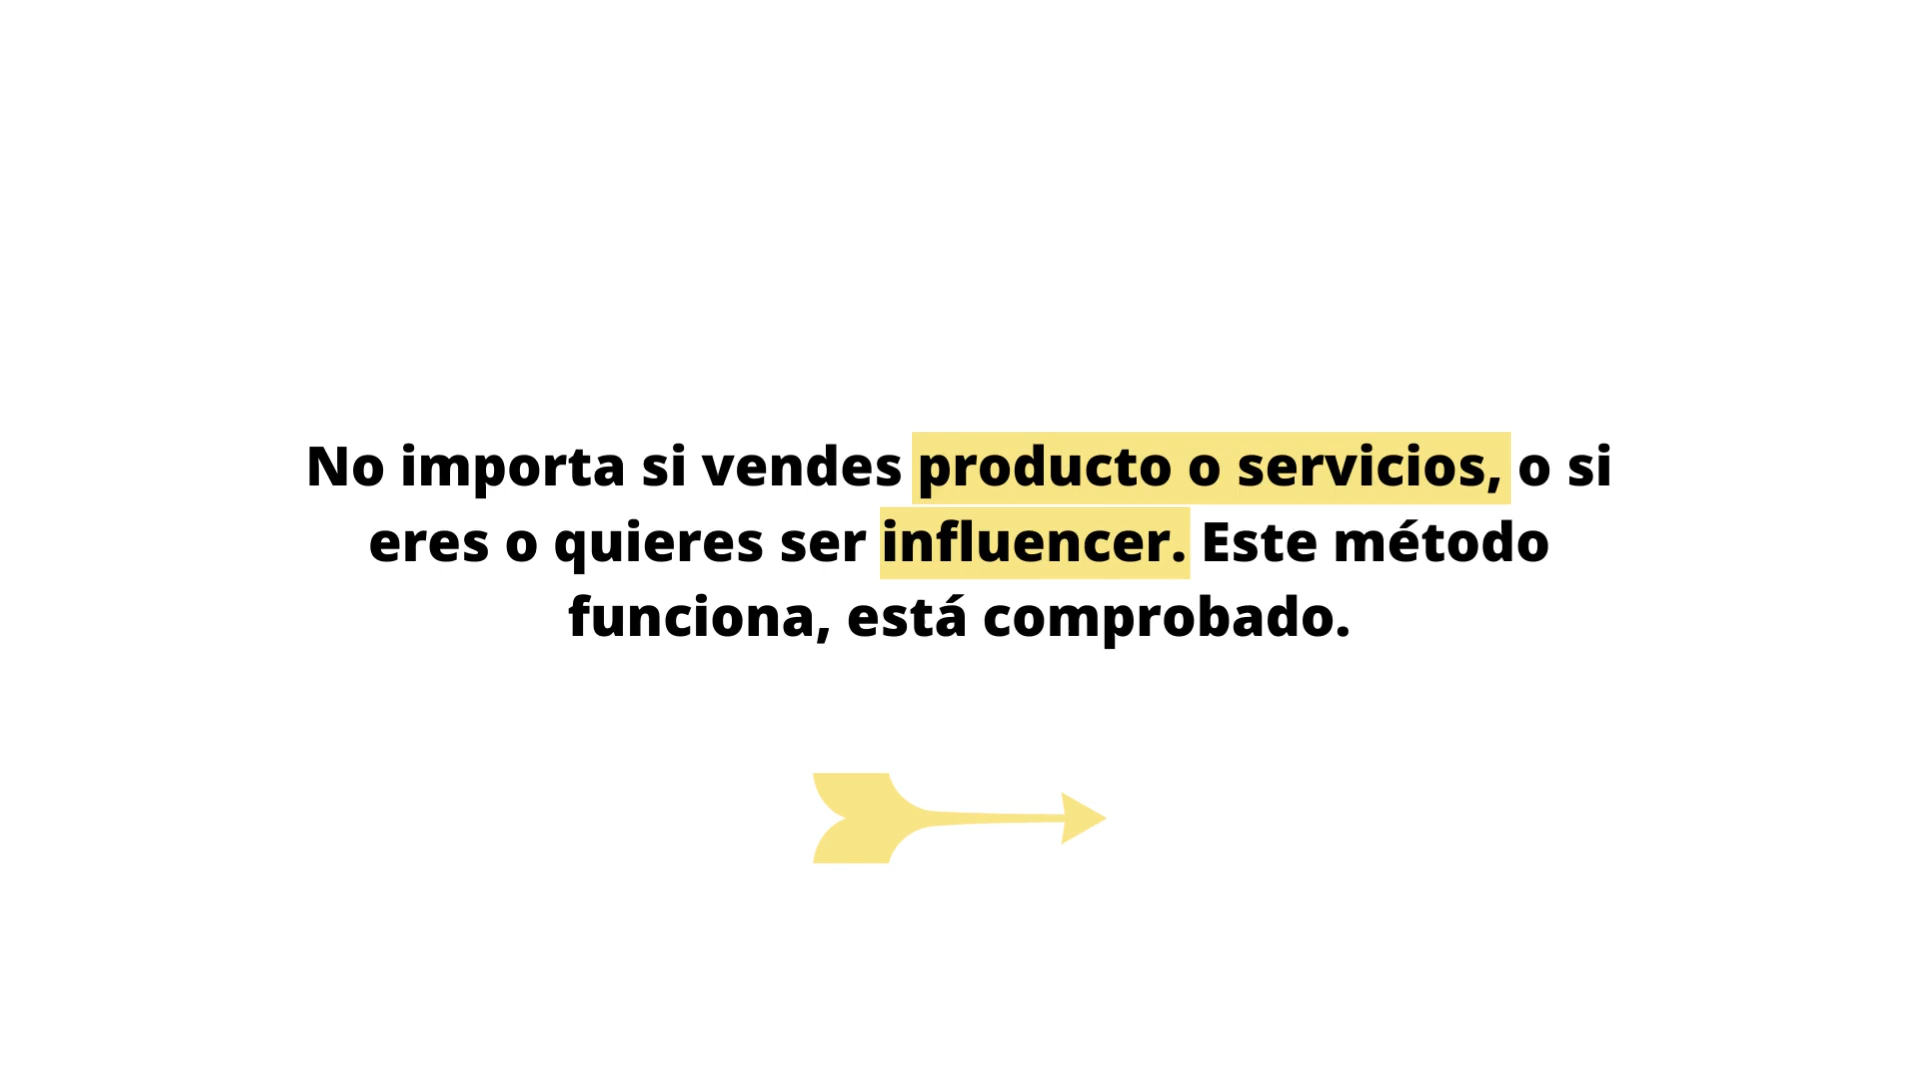 No importa si vendes producto o servicios, o si
eres o quieres ser influencer. Este método
funciona, está comprobado.